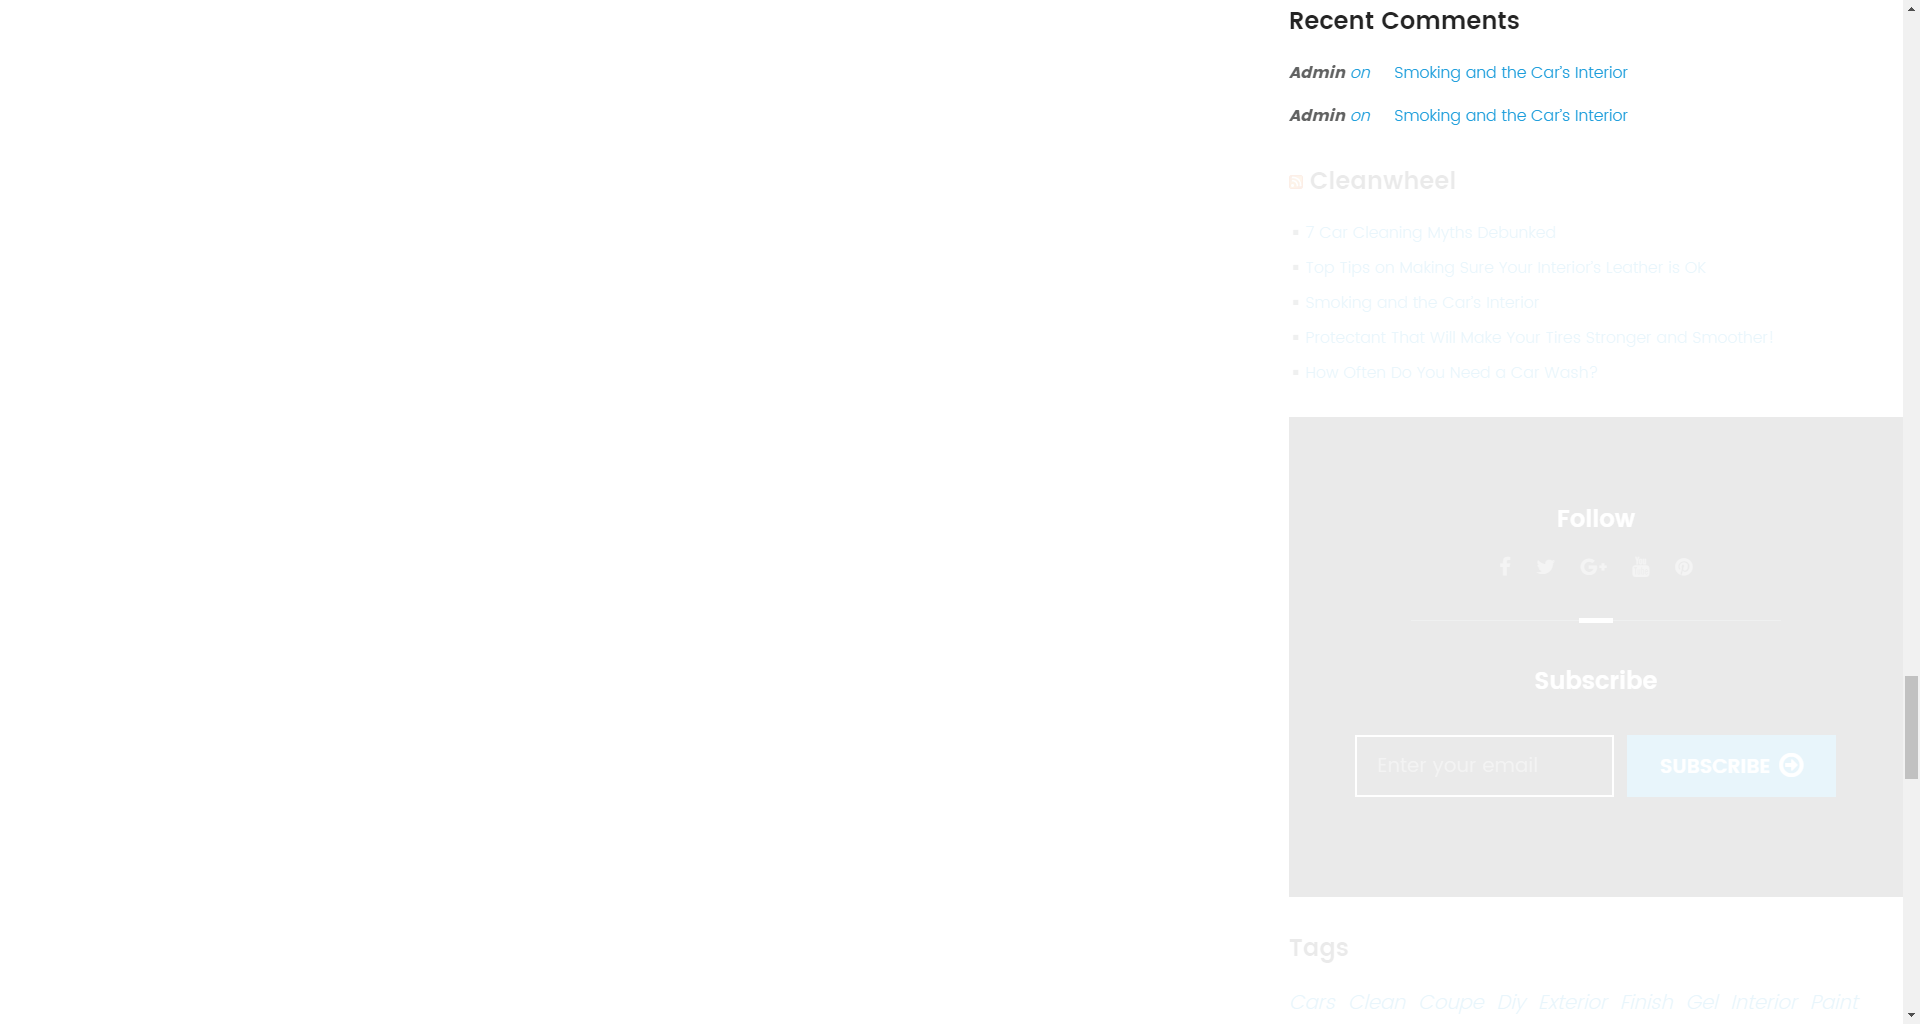 Recent Comments
Admin on Smoking and the Car's Interior
Admin on Smoking and the Car's Interior
Cleanwheel
7 Car Cleaning Myths Debunked
Top Tips on Making Sure Your Interior's Leather is OK
Smoking and the Car's Interior
Protectant That Will Make Your Tires Stronger and Smoother!
How Often Do You Need a Car Wash?
Follow
Subscribe
Enter your email
SUBSCRIBE
Tags
Cars Clean Coupe Diy Exterior Finish Gel Interior Paint